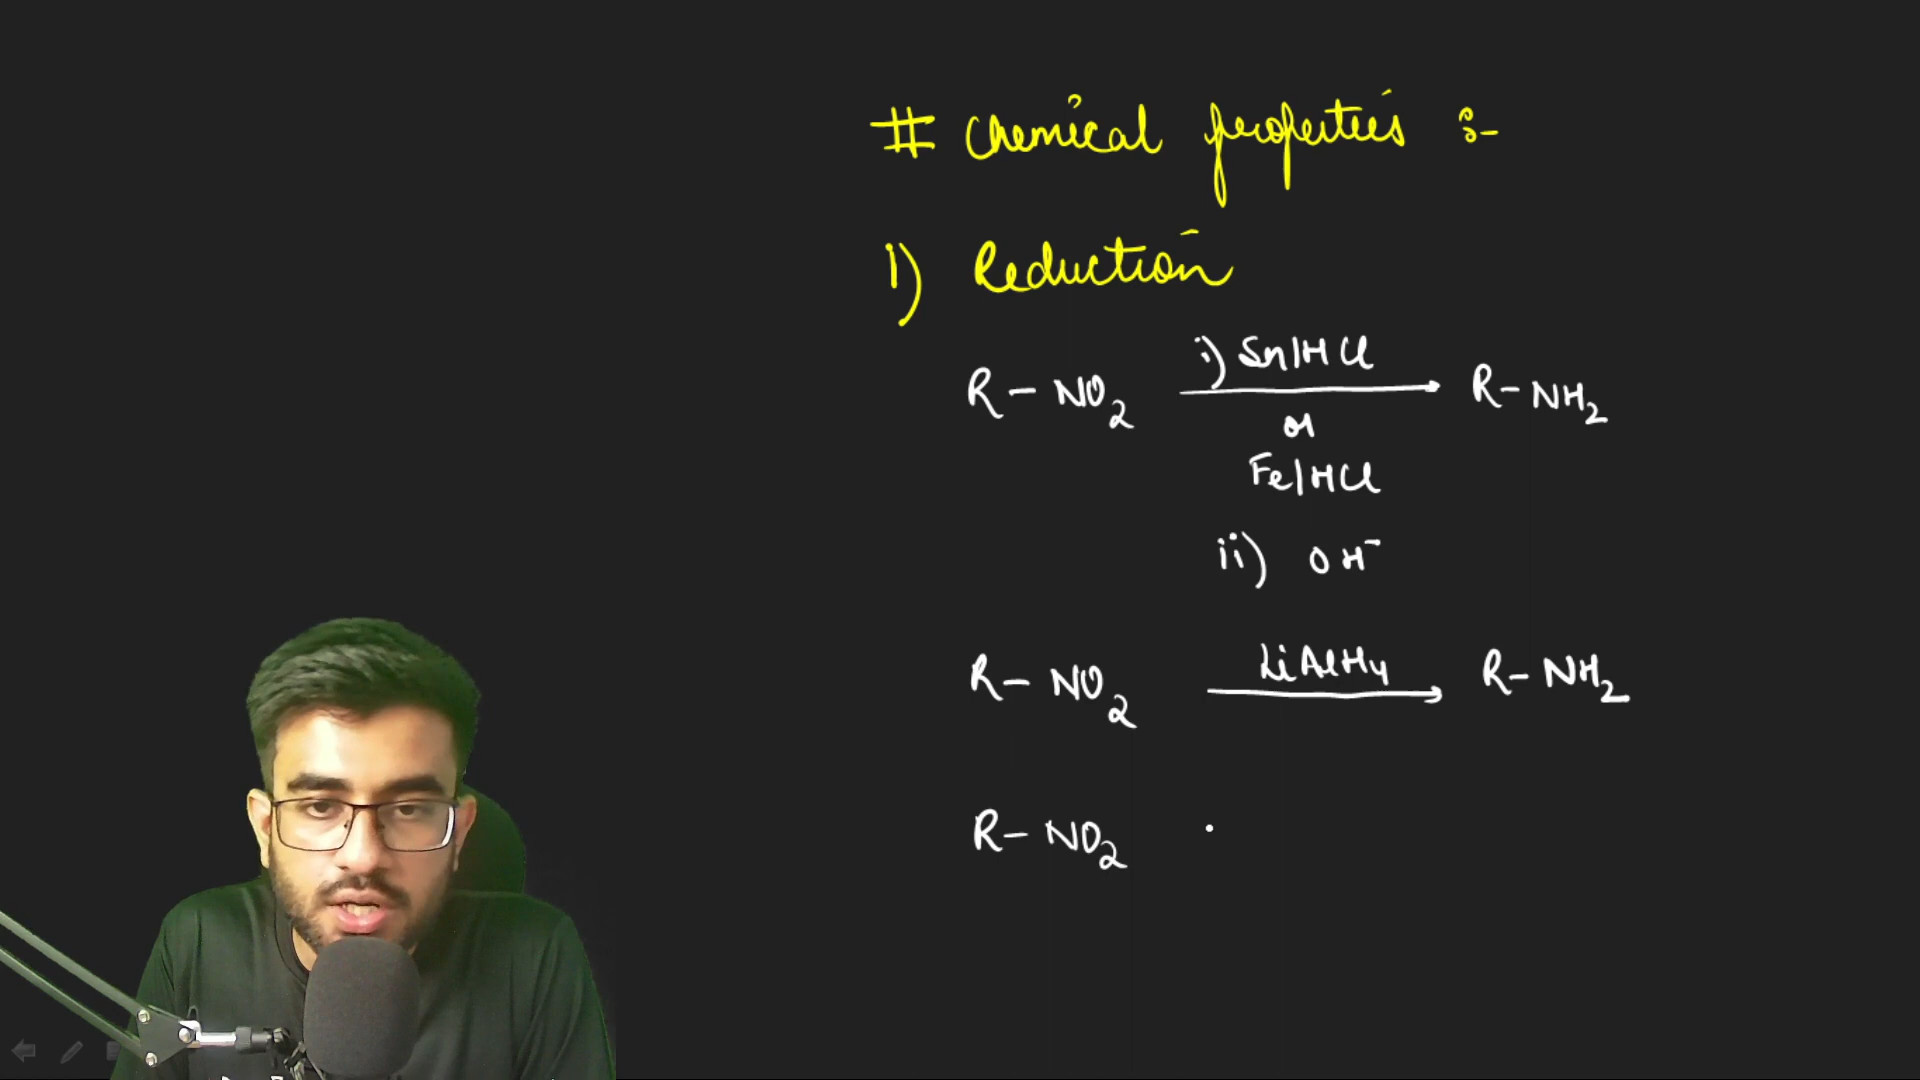 # Chemical properties :-
1) Reduction
R - NO2 i) Sn/HCl → R - NH2
or
Fe/HCl
ii) OH⁻
R - NO2 LiAlH4 → R - NH2
R - NO2